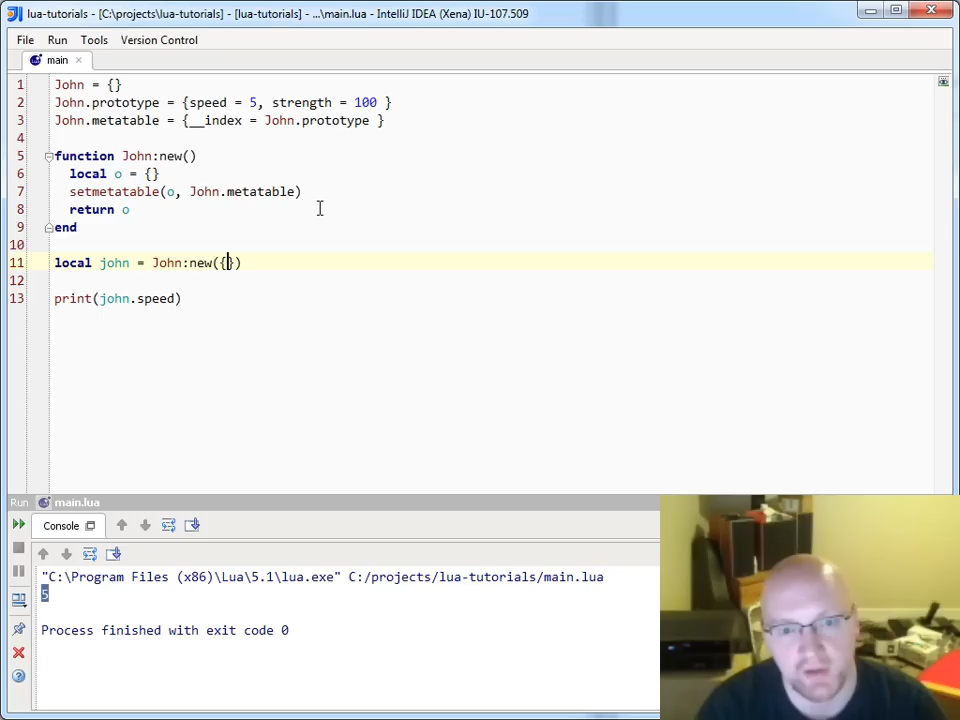 lua-tutorials - [C:\projects\lua-tutorials] - [lua-tutorials] - ...\main.lua - IntelliJ IDEA (Xena) IU-107.509
File Run Tools Version Control
main
1 John = {}
2 John.prototype = {speed = 5, strength = 100 }
3 John.metatable = {__index = John.prototype }
4
5 function John:new()
6 local o = {}
7 setmetatable(o, John.metatable)
8 return o
9 end
10
11 local john = John:new({})
12
13 print(john.speed)
Run main.lua
Console
"C:\Program Files (x86)\Lua\5.1\lua.exe" C:/projects/lua-tutorials/main.lua
5
Process finished with exit code 0